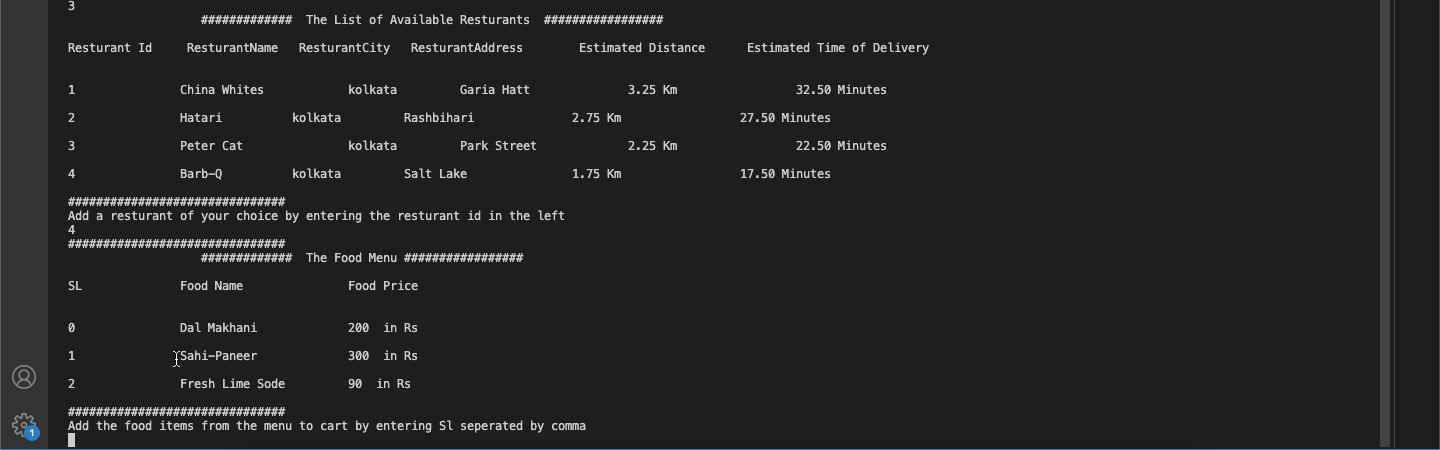 3
############# The List of Available Resturants #################
Resturant Id ResturantName ResturantCity ResturantAddress Estimated Distance Estimated Time of Delivery
1 China Whites kolkata Garia Hatt 3.25 Km 32.50 Minutes
2 Hatari kolkata Rashbihari 2.75 Km 27.50 Minutes
3 Peter Cat kolkata Park Street 2.25 Km 22.50 Minutes
4 Barb-Q kolkata Salt Lake 1.75 Km 17.50 Minutes
###############################
Add a resturant of your choice by entering the resturant id in the left
4
###############################
############# The Food Menu #################
SL Food Name Food Price
0 Dal Makhani 200 in Rs
1 Sahi-Paneer 300 in Rs
2 Fresh Lime Sode 90 in Rs
###############################
Add the food items from the menu to cart by entering Sl seperated by comma
1